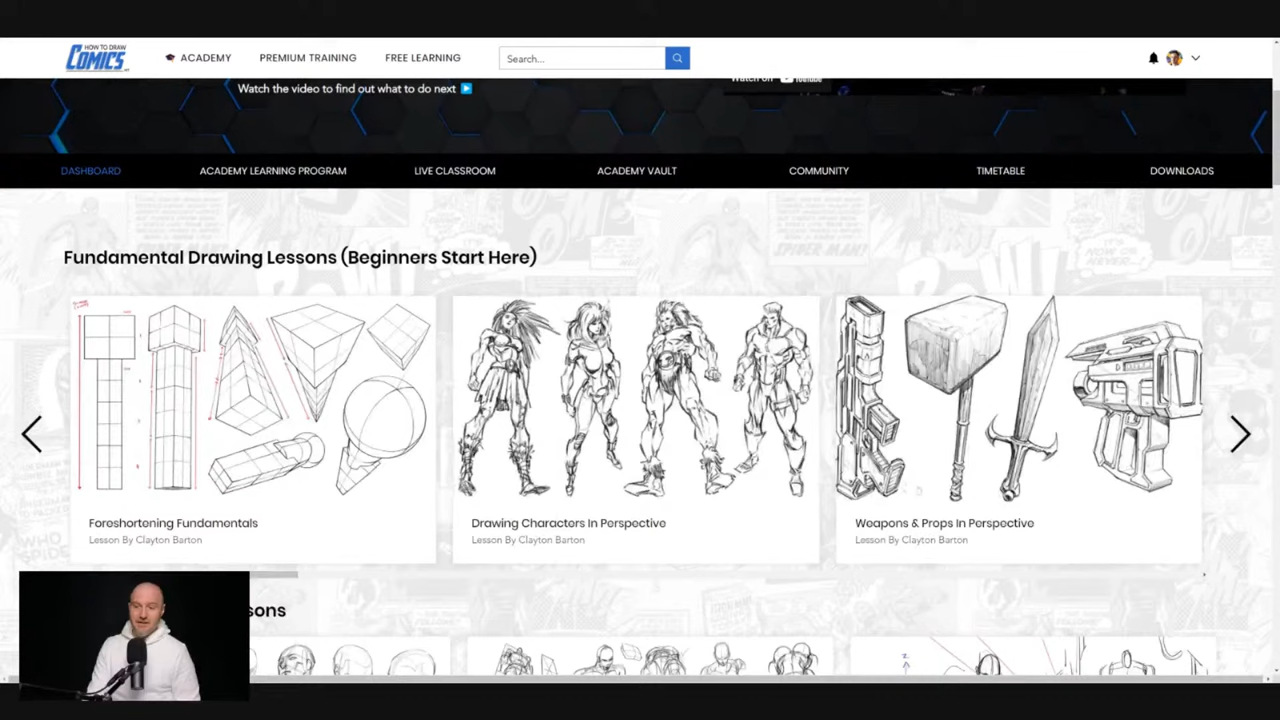 HOW TO DRAW
COMICS
ACADEMY
PREMIUM TRAINING
FREE LEARNING
Search...
Watch on YouTube
Watch the video to find out what to do next
DASHBOARD
ACADEMY LEARNING PROGRAM
LIVE CLASSROOM
ACADEMY VAULT
COMMUNITY
TIMETABLE
DOWNLOADS
Fundamental Drawing Lessons (Beginners Start Here)
Foreshortening Fundamentals
Lesson By Clayton Barton
Drawing Characters In Perspective
Lesson By Clayton Barton
Weapons & Props In Perspective
Lesson By Clayton Barton